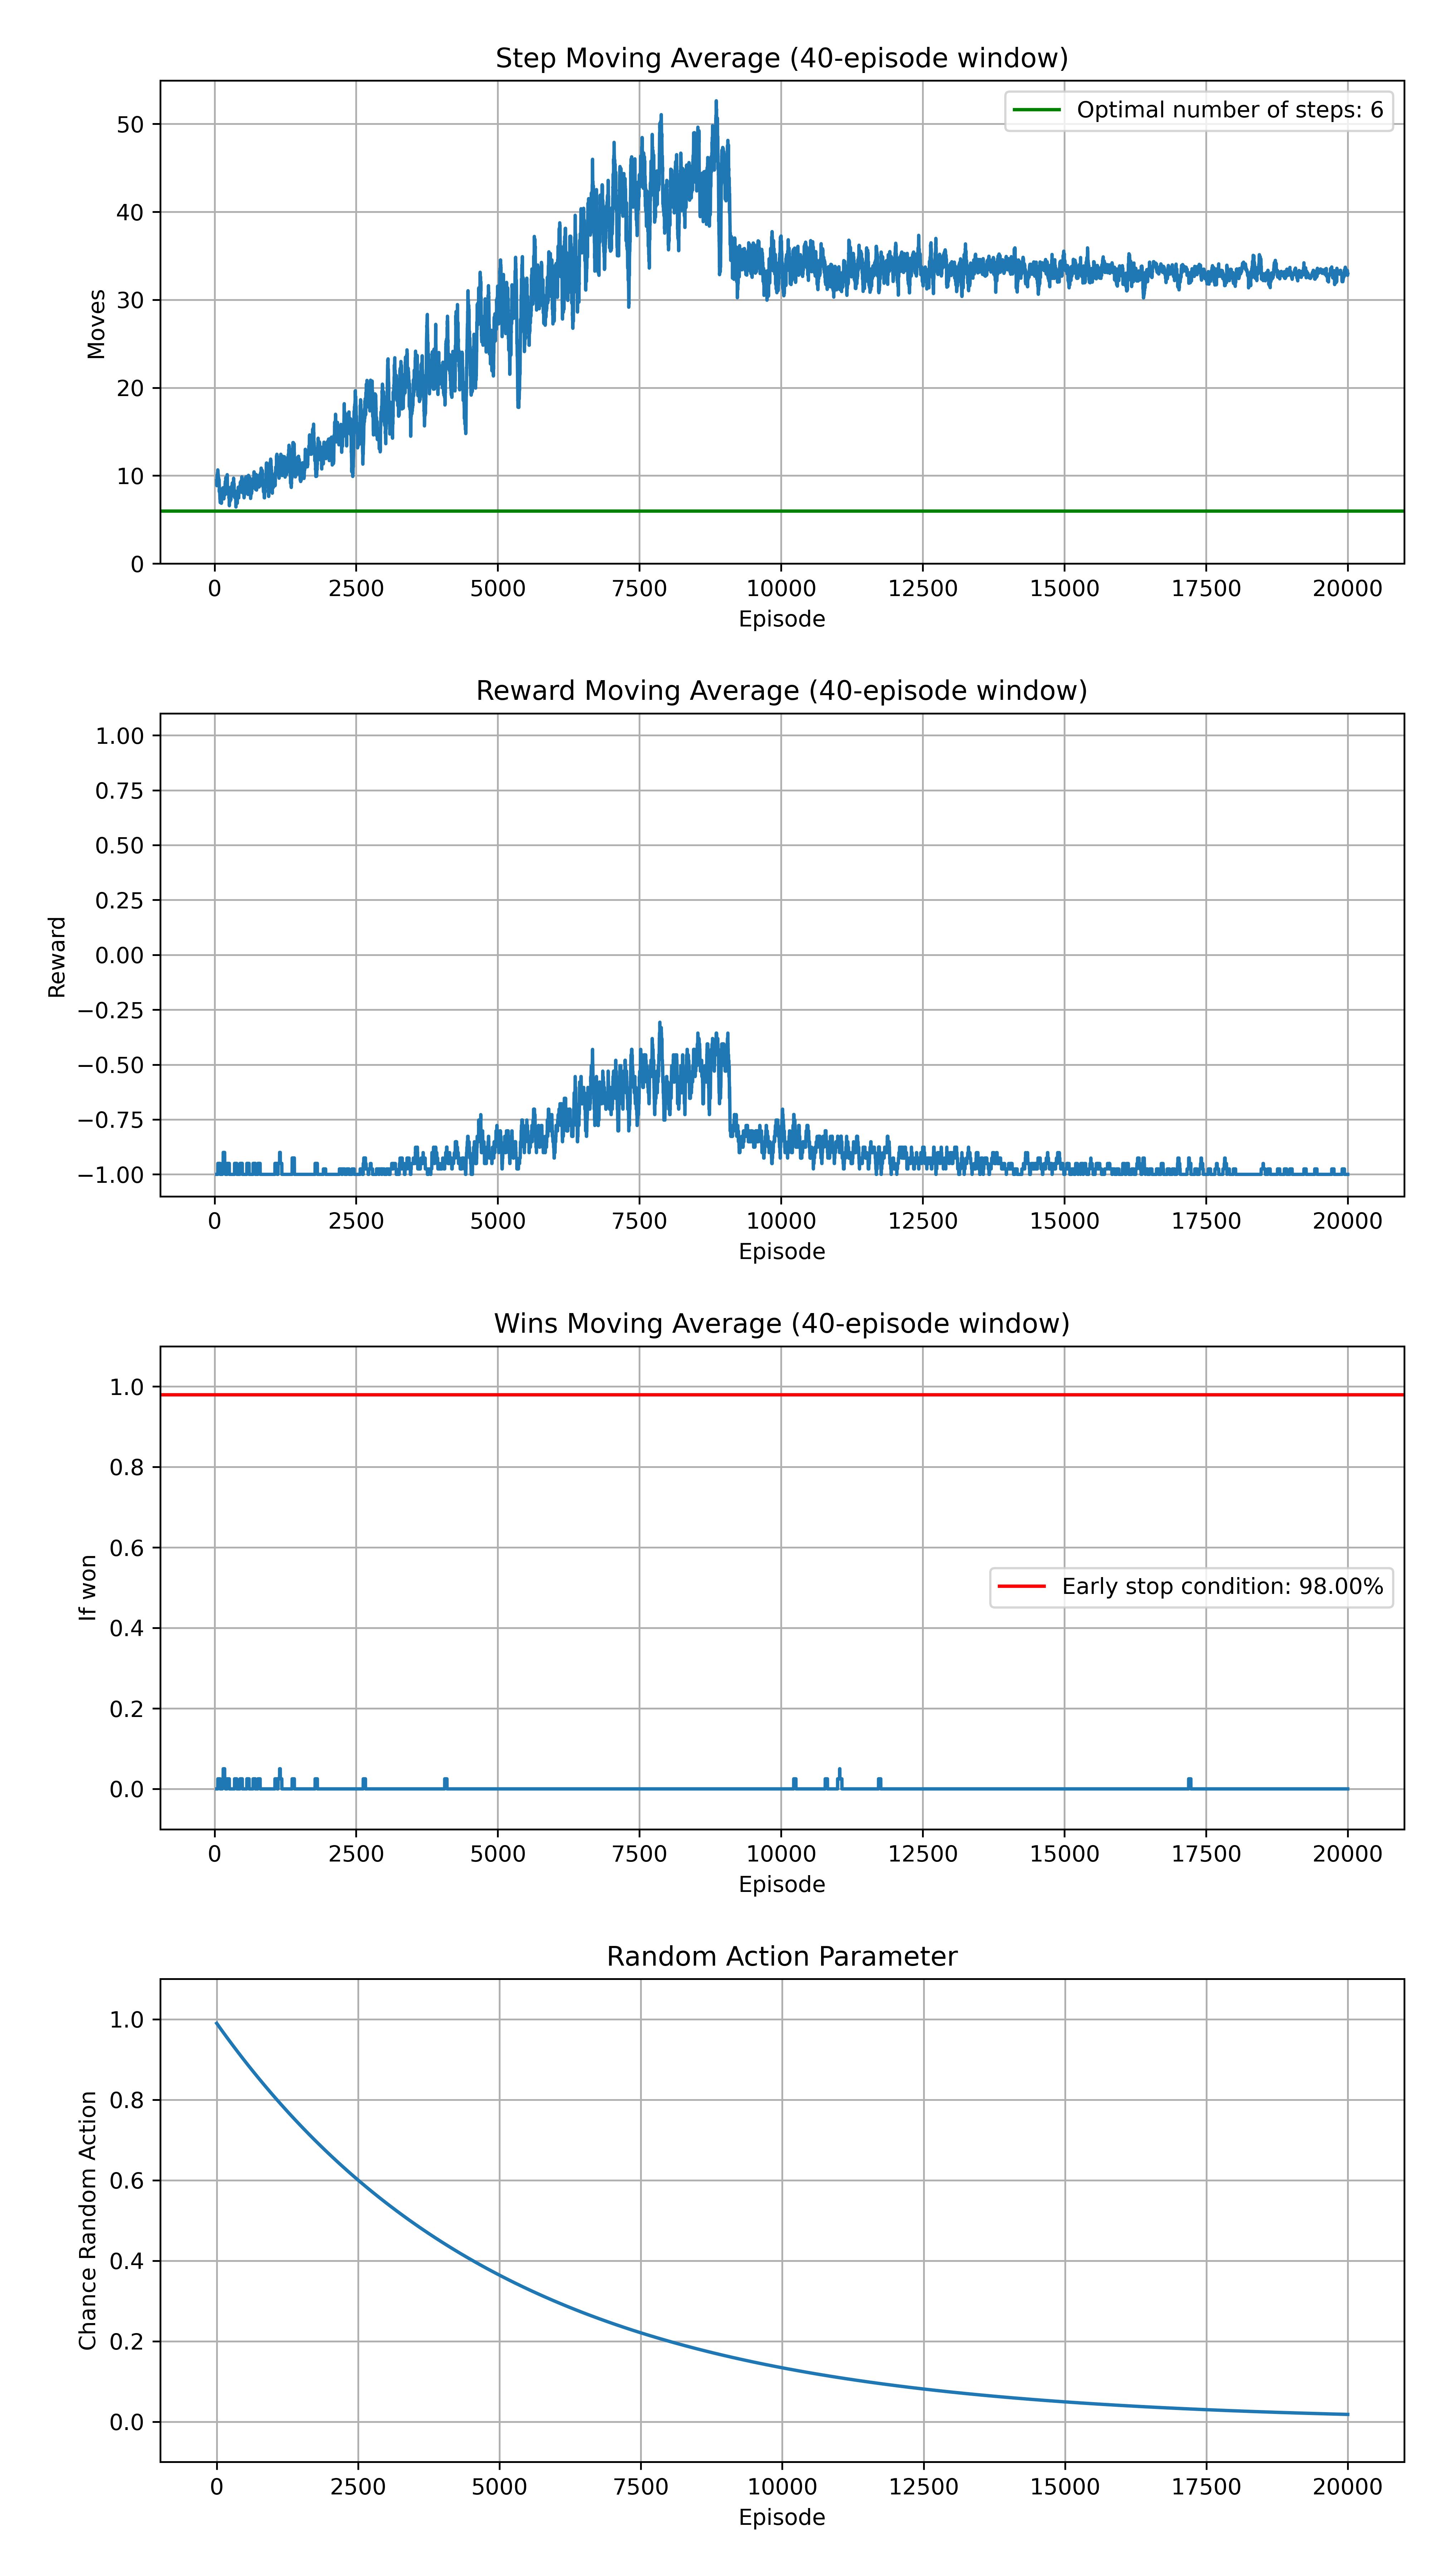 Step Moving Average (40-episode window)
Optimal number of steps: 6
50
40
30
20
10
0
Moves
0 2500 5000 7500 10000 12500 15000 17500 20000
Episode
Reward Moving Average (40-episode window)
1.00
0.75
0.50
0.25
0.00
−0.25
−0.50
−0.75
−1.00
Reward
0 2500 5000 7500 10000 12500 15000 17500 20000
Episode
Wins Moving Average (40-episode window)
1.0
0.8
0.6
0.4
0.2
0.0
If won
Early stop condition: 98.00%
0 2500 5000 7500 10000 12500 15000 17500 20000
Episode
Random Action Parameter
1.0
0.8
0.6
0.4
0.2
0.0
Chance Random Action
0 2500 5000 7500 10000 12500 15000 17500 20000
Episode